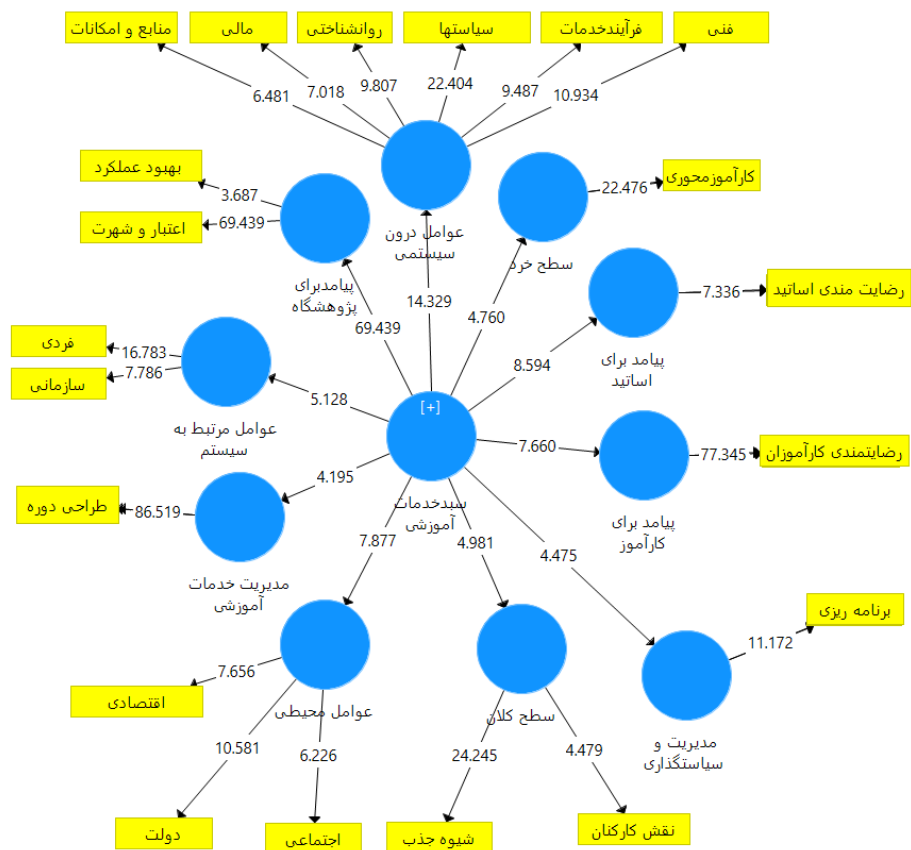 منابع و امکانات
مالی
روانشناختی
سیاستها
فرآیندخدمات
فنی
6.481
7.018
9.807
22.404
9.487
10.934
بهبود عملکرد
3.687
اعتبار و شهرت
69.439
پیامدبرای
پژوهشگاه
عوامل درون
سیستمی
سطح خرد
22.476
کارآموزمحوری
رضایت مندی اساتید
7.336
پیامد برای
اساتید
69.439
14.329
4.760
8.594
فردی
16.783
سازمانی
7.786
عوامل مرتبط به
سیستم
5.128
[+]
سبدخدمات
آموزشی
7.660
77.345
رضایتمندی کارآموزان
پیامد برای
کارآموز
4.195
طراحی دوره
86.519
مدیریت خدمات
آموزشی
7.877
4.981
4.475
برنامه ریزی
11.172
مدیریت و
سیاستگذاری
7.656
اقتصادی
عوامل محیطی
سطح کلان
10.581
6.226
24.245
4.479
دولت
اجتماعی
شیوه جذب
نقش کارکنان